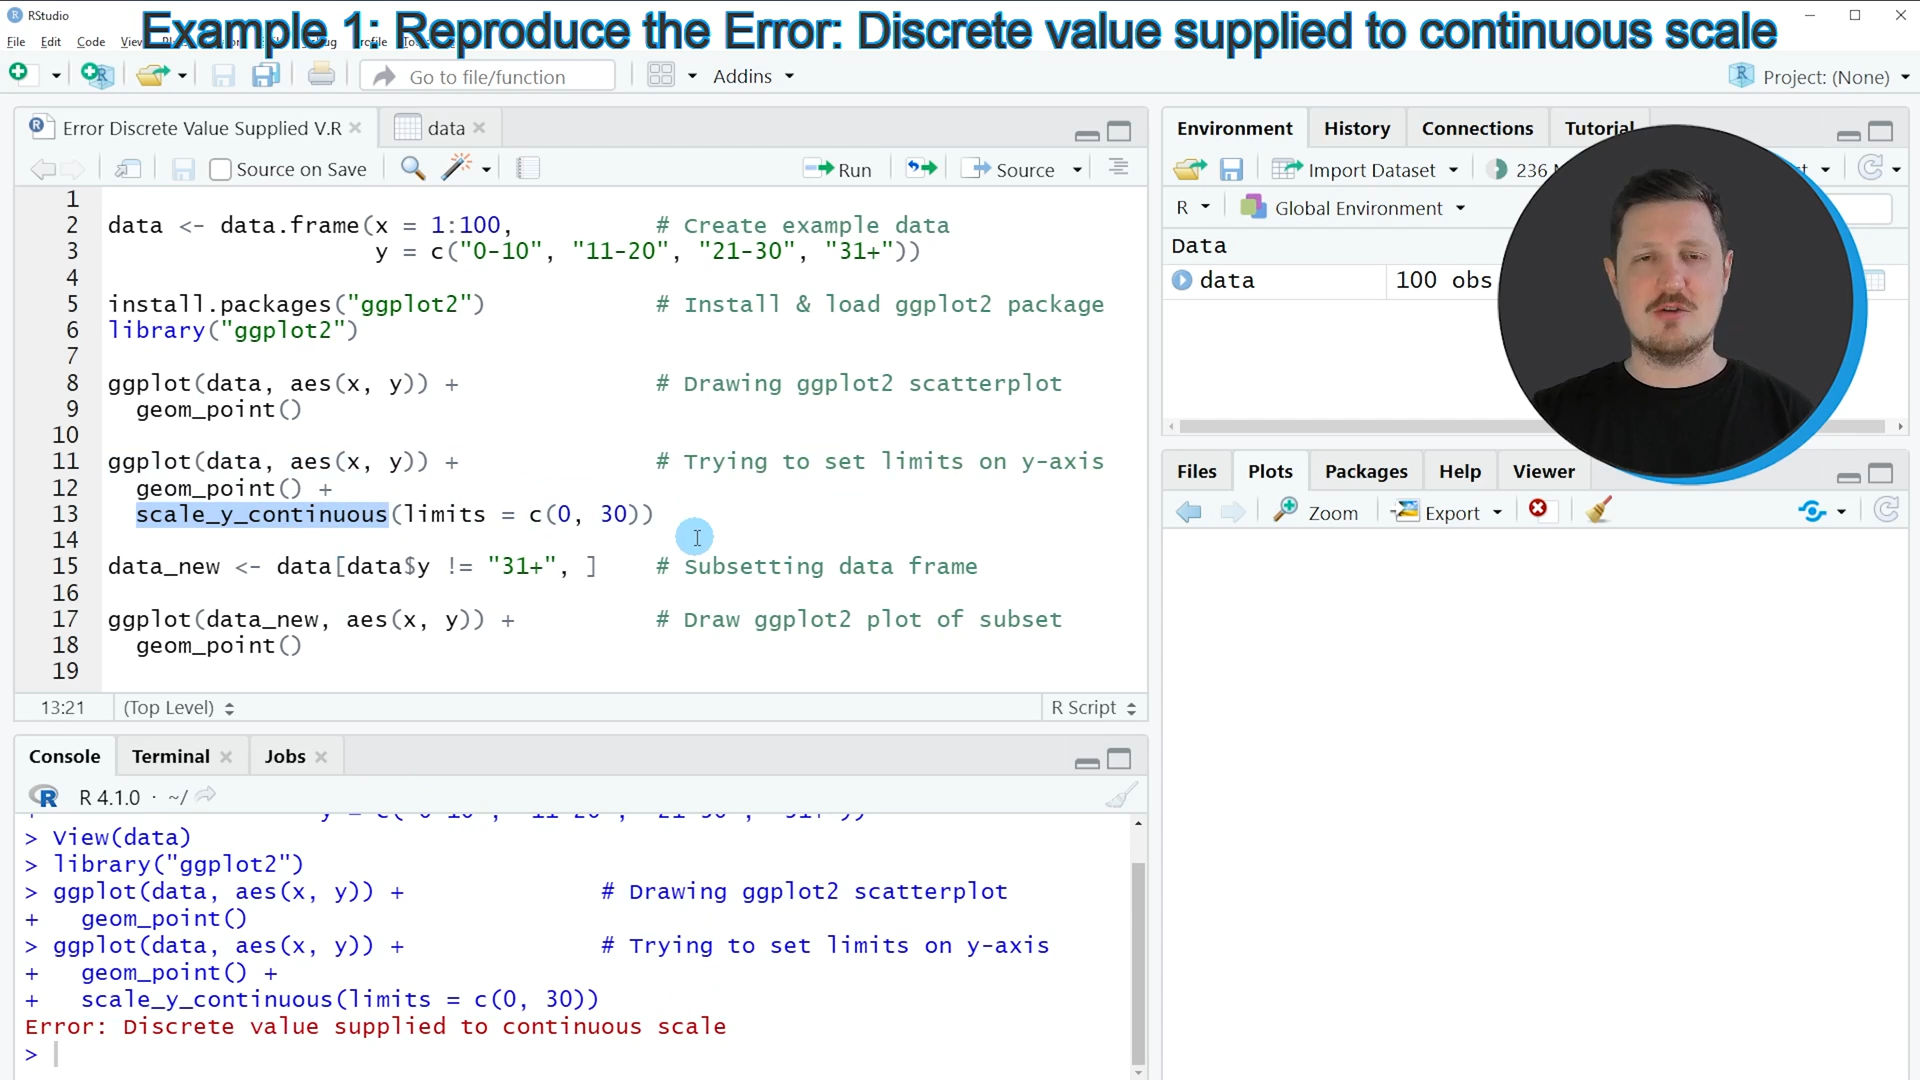 RStudio
Example 1: Reproduce the Error: Discrete value supplied to continuous scale
File Edit Code View
Go to file/function
Addins
Project: (None)
Error Discrete Value Supplied V.R
data
Source on Save
Run
Source
1
2 data <- data.frame(x = 1:100, # Create example data
3 y = c("0-10", "11-20", "21-30", "31+"))
4
5 install.packages("ggplot2") # Install & load ggplot2 package
6 library("ggplot2")
7
8 ggplot(data, aes(x, y)) + # Drawing ggplot2 scatterplot
9 geom_point()
10
11 ggplot(data, aes(x, y)) + # Trying to set limits on y-axis
12 geom_point() +
13 scale_y_continuous(limits = c(0, 30))
14
15 data_new <- data[data$y != "31+", ] # Subsetting data frame
16
17 ggplot(data_new, aes(x, y)) + # Draw ggplot2 plot of subset
18 geom_point()
19
13:21 (Top Level) R Script
Console Terminal Jobs
R 4.1.0 · ~/
> View(data)
> library("ggplot2")
> ggplot(data, aes(x, y)) + # Drawing ggplot2 scatterplot
+ geom_point()
> ggplot(data, aes(x, y)) + # Trying to set limits on y-axis
+ geom_point() +
+ scale_y_continuous(limits = c(0, 30))
Error: Discrete value supplied to continuous scale
>
Environment History Connections Tutorial
Import Dataset 236
R Global Environment
Data
data 100 obs
Files Plots Packages Help Viewer
Zoom Export